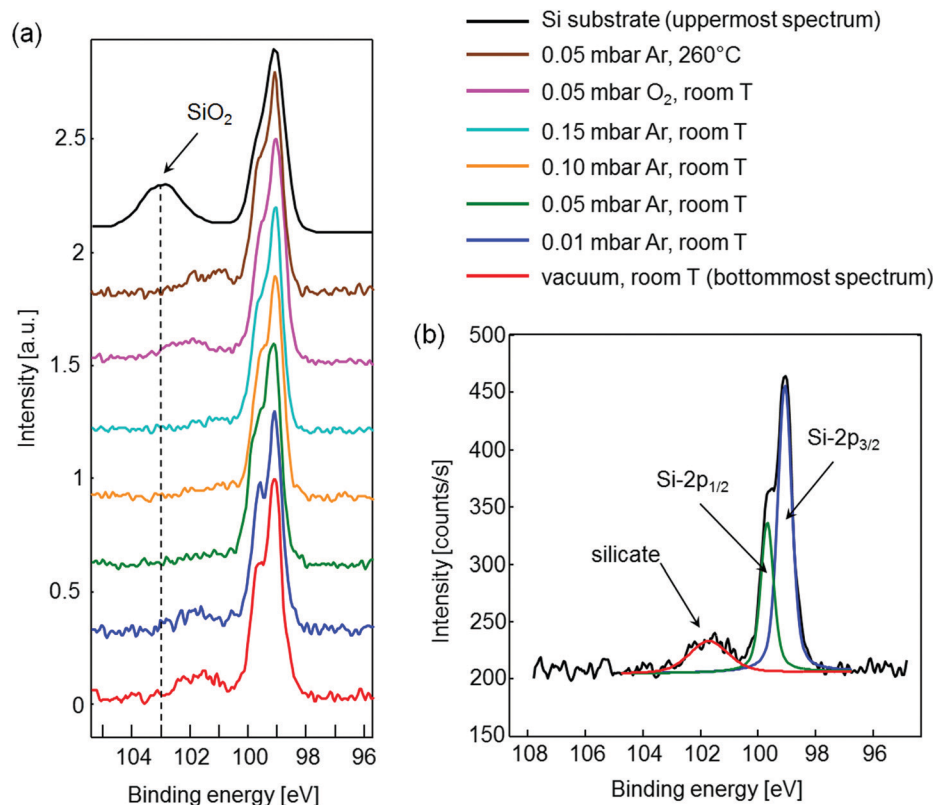 (a)
SiO2
2.5
2
1.5
1
0.5
0
Intensity [a.u.]
104 102 100 98 96
Binding energy [eV]
Si substrate (uppermost spectrum)
0.05 mbar Ar, 260°C
0.05 mbar O2, room T
0.15 mbar Ar, room T
0.10 mbar Ar, room T
0.05 mbar Ar, room T
0.01 mbar Ar, room T
vacuum, room T (bottommost spectrum)
(b)
500
450
400
350
300
250
200
150
Intensity [counts/s]
Si-2p3/2
Si-2p1/2
silicate
108 106 104 102 100 98 96
Binding energy [eV]